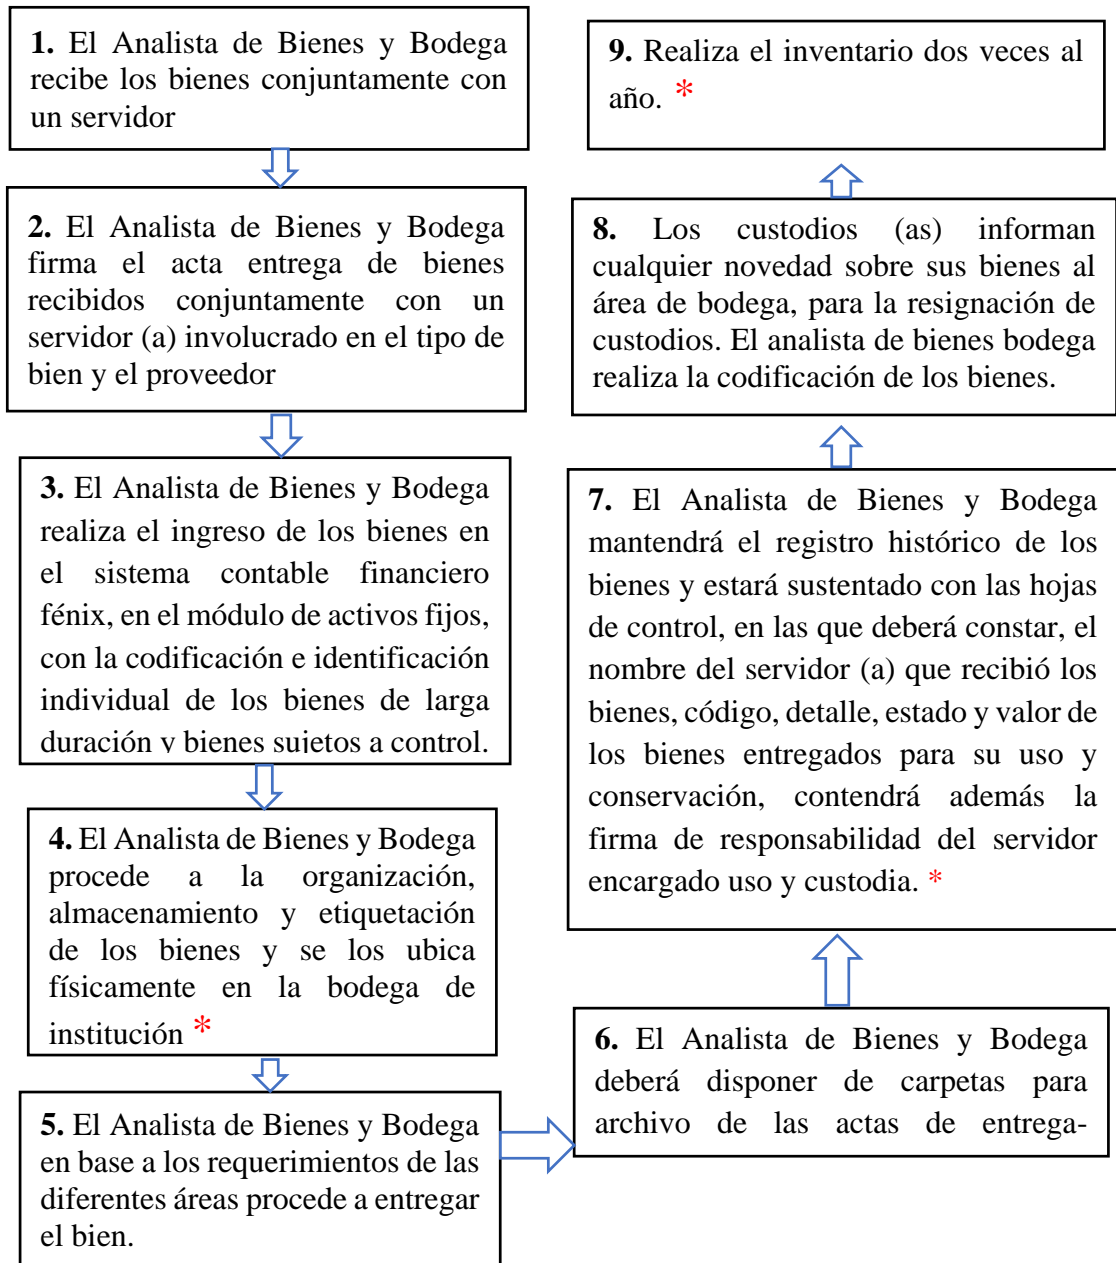 1. El Analista de Bienes y Bodega
recibe los bienes conjuntamente con
un servidor
2. El Analista de Bienes y Bodega
firma el acta entrega de bienes
recibidos conjuntamente con un
servidor (a) involucrado en el tipo de
bien y el proveedor
3. El Analista de Bienes y Bodega
realiza el ingreso de los bienes en
el sistema contable financiero
fénix, en el módulo de activos fijos,
con la codificación e identificación
individual de los bienes de larga
duración y bienes sujetos a control.
4. El Analista de Bienes y Bodega
procede a la organización,
almacenamiento y etiquetación
de los bienes y se los ubica
físicamente en la bodega de
institución *
5. El Analista de Bienes y Bodega
en base a los requerimientos de las
diferentes áreas procede a entregar
el bien.
6. El Analista de Bienes y Bodega
deberá disponer de carpetas para
archivo de las actas de entrega-
7. El Analista de Bienes y Bodega
mantendrá el registro histórico de los
bienes y estará sustentado con las hojas
de control, en las que deberá constar, el
nombre del servidor (a) que recibió los
bienes, código, detalle, estado y valor de
los bienes entregados para su uso y
conservación, contendrá además la
firma de responsabilidad del servidor
encargado uso y custodia. *
8. Los custodios (as) informan
cualquier novedad sobre sus bienes al
área de bodega, para la resignación de
custodios. El analista de bienes bodega
realiza la codificación de los bienes.
9. Realiza el inventario dos veces al
año. *